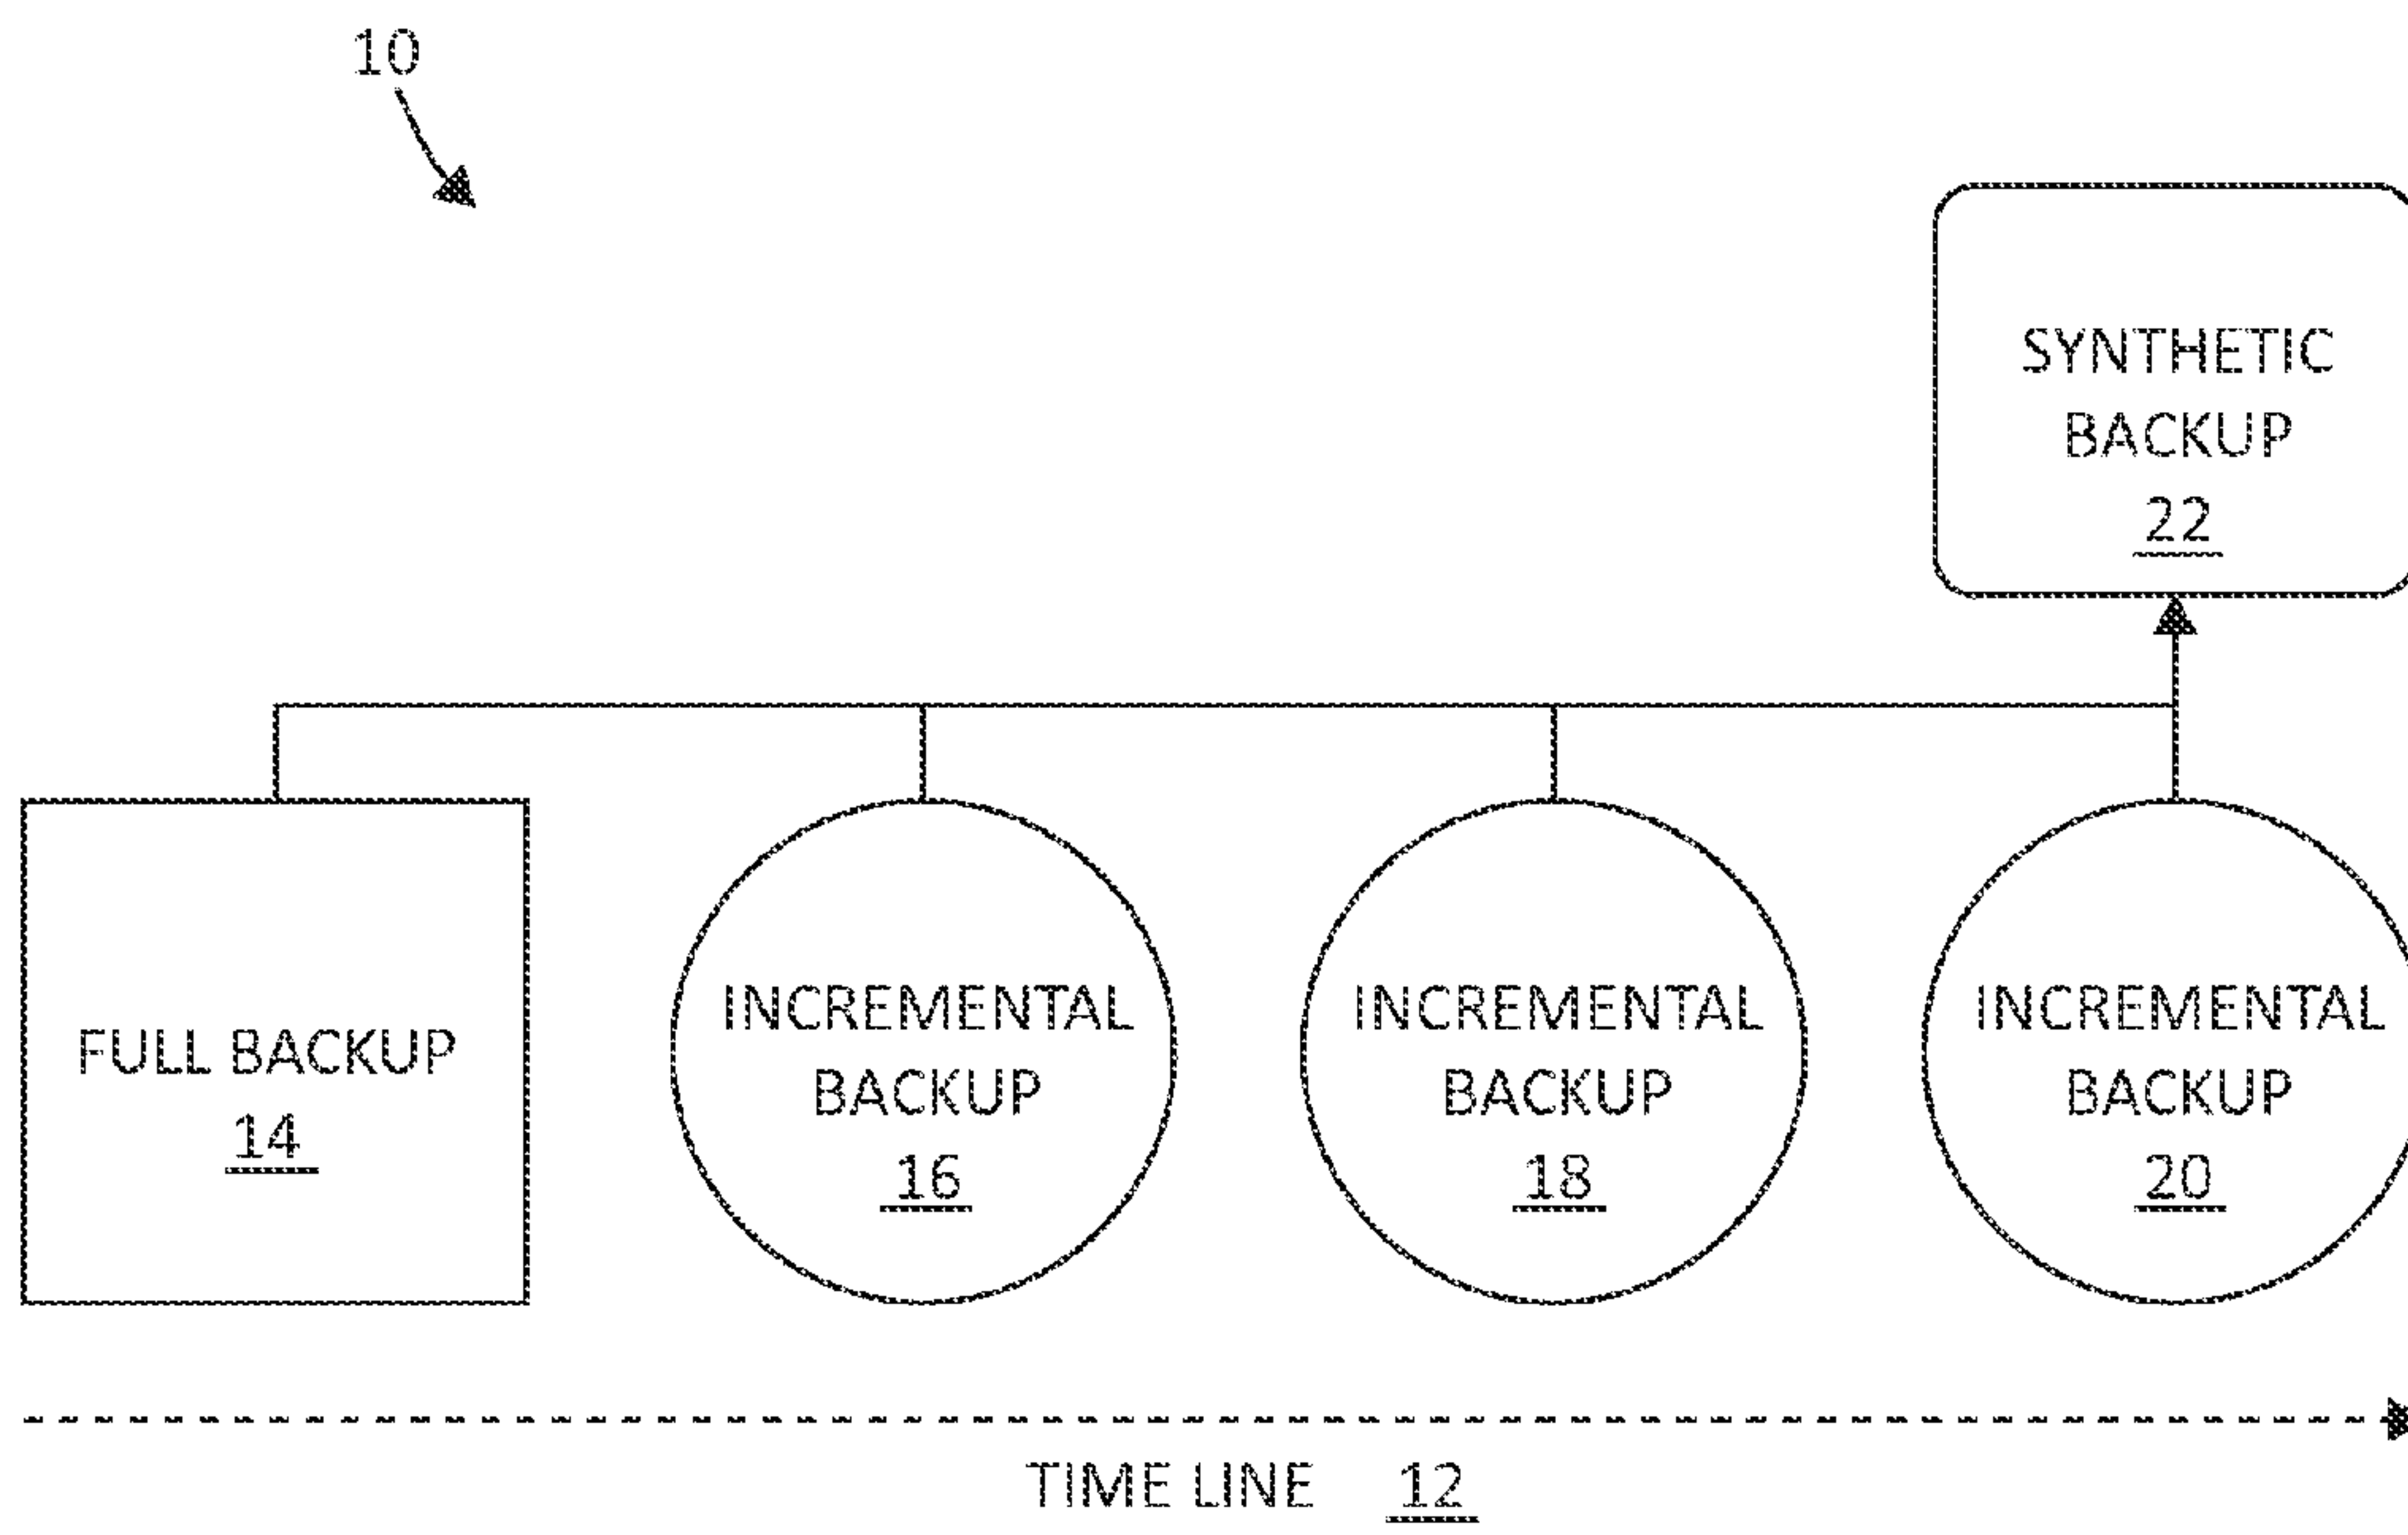 10
SYNTHETIC
BACKUP
22
FULL BACKUP
14
INCREMENTAL
BACKUP
16
INCREMENTAL
BACKUP
18
INCREMENTAL
BACKUP
20
TIME LINE 12